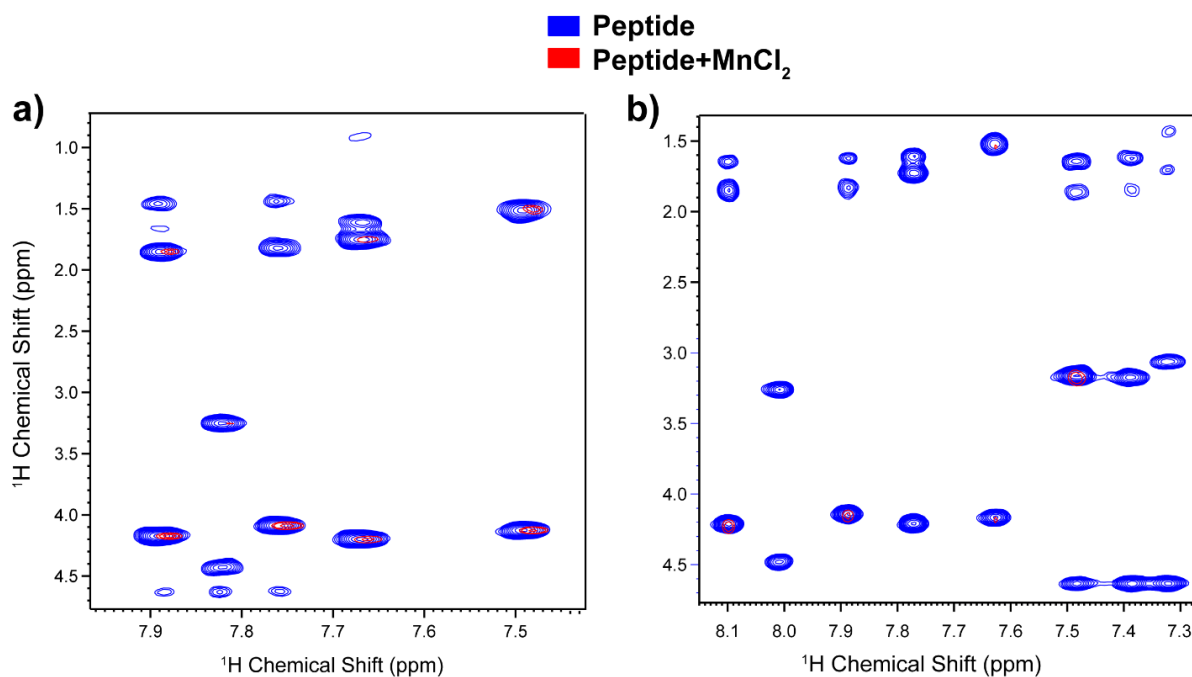 Peptide
Peptide+MnCl₂
a)
b)
1.0
1.5
2.0
2.5
3.0
3.5
4.0
4.5
¹H Chemical Shift (ppm)
7.9 7.8 7.7 7.6 7.5
¹H Chemical Shift (ppm)
1.5
2.0
2.5
3.0
3.5
4.0
4.5
8.1 8.0 7.9 7.8 7.7 7.6 7.5 7.4 7.3
¹H Chemical Shift (ppm)